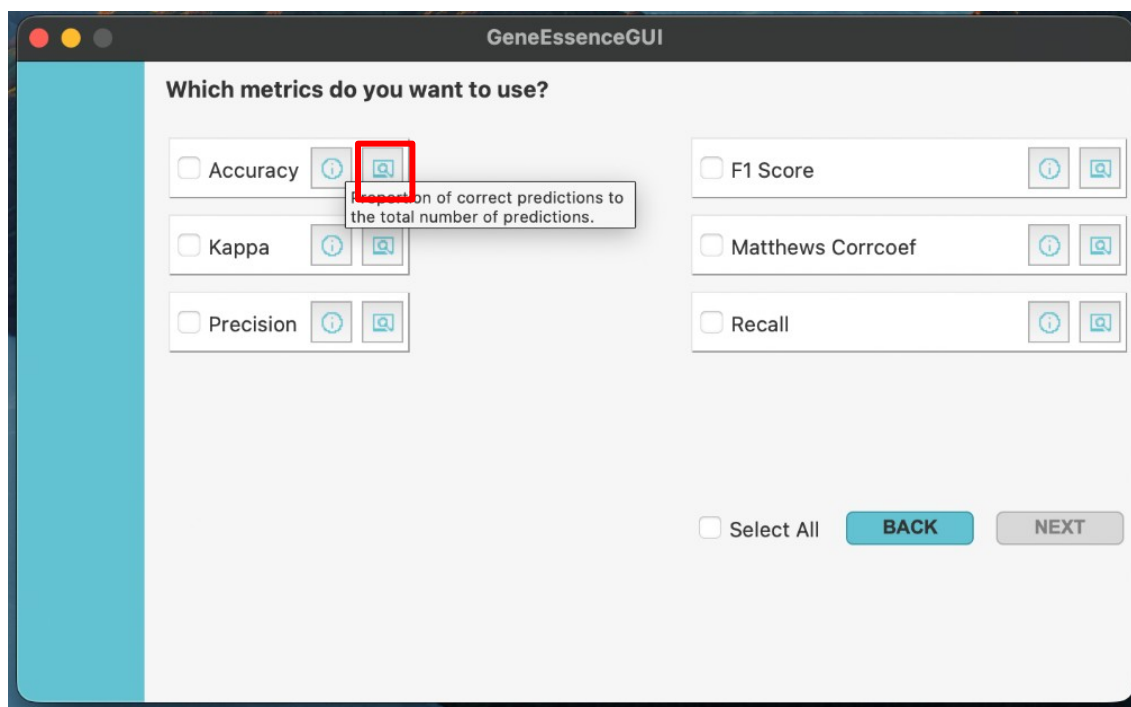 GeneEssenceGUI
Which metrics do you want to use?
Accuracy
F1 Score
Proportion of correct predictions to
the total number of predictions.
Kappa
Matthews Corrcoef
Precision
Recall
Select All
BACK
NEXT